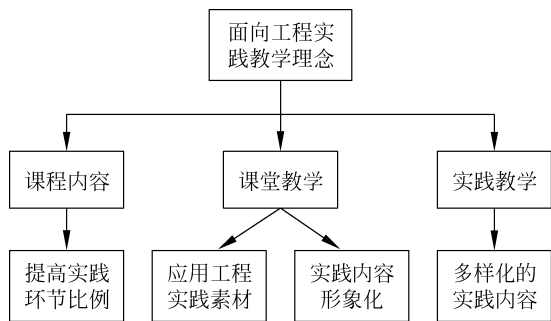 面向工程实
践教学理念
课程内容
课堂教学
实践教学
提高实践
环节比例
应用工程
实践素材
实践内容
形象化
多样化的
实践内容